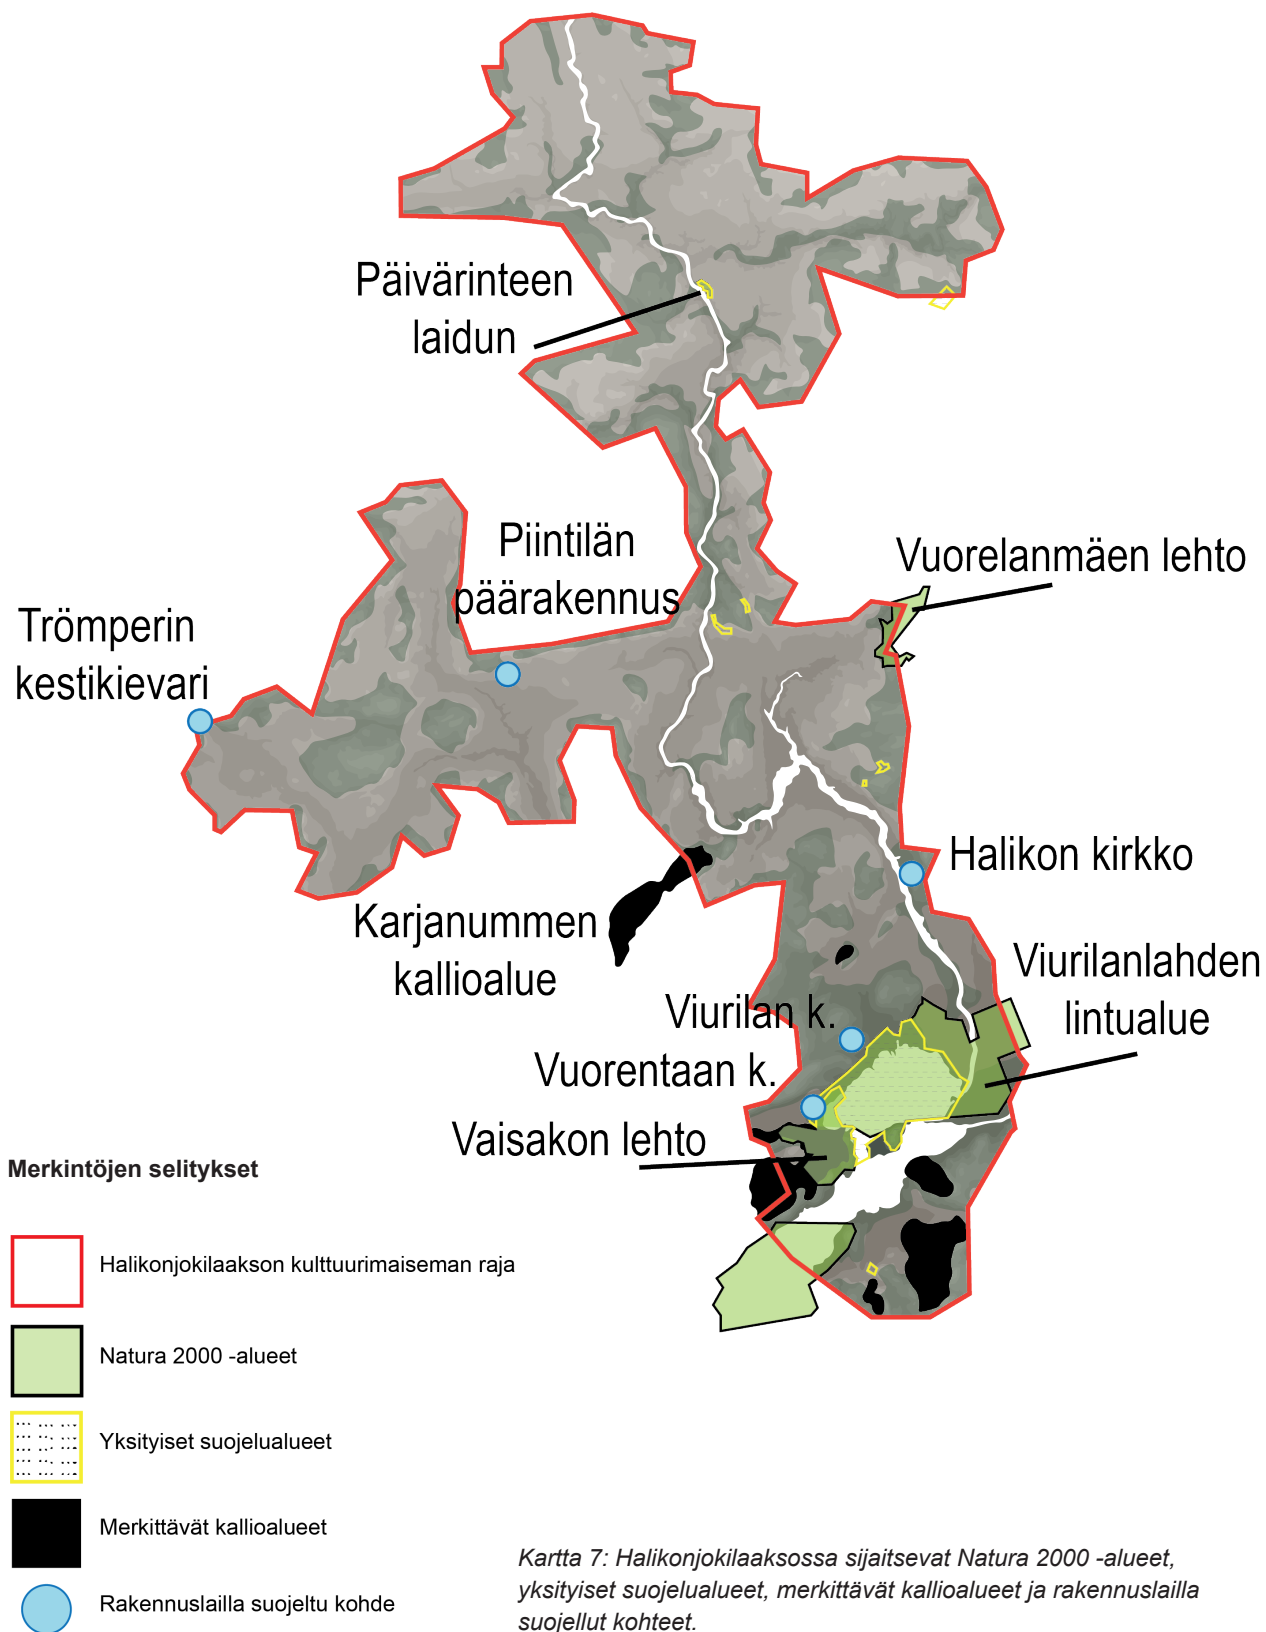 Päivärinteen
laidun
Piintilän
päärakennus
Vuorelanmäen lehto
Trömperin
kestikievari
Halikon kirkko
Karjanummen
kallioalue
Viurilanlahden
lintualue
Viurilan k.
Vuorentaan k.
Vaisakon lehto
Merkintöjen selitykset
Halikonjokilaakson kulttuurimaiseman raja
Natura 2000 -alueet
Yksityiset suojelualueet
Merkittävät kallioalueet
Rakennuslailla suojeltu kohde
Kartta 7: Halikonjokilaaksossa sijaitsevat Natura 2000 -alueet,
yksityiset suojelualueet, merkittävät kallioalueet ja rakennuslailla
suojellut kohteet.